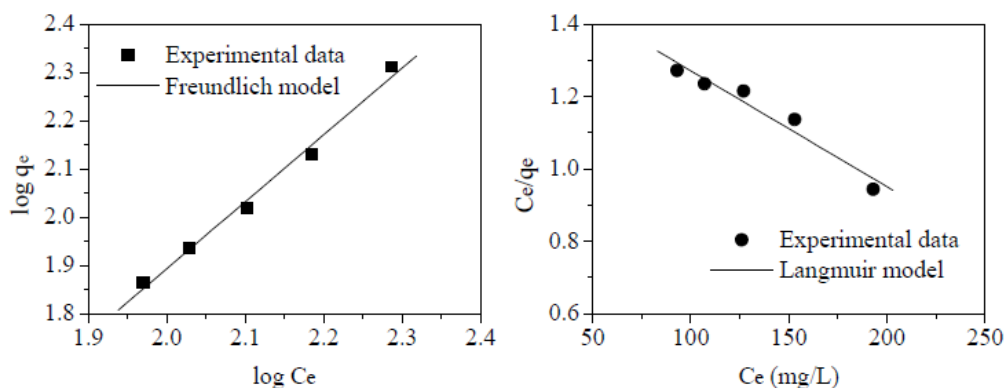 2.4
2.3
2.2
2.1
2.0
1.9
1.8
log qe
Experimental data
Freundlich model
1.9 2.0 2.1 2.2 2.3 2.4
log Ce
1.4
1.2
1.0
0.8
0.6
Ce/qe
Experimental data
Langmuir model
50 100 150 200 250
Ce (mg/L)